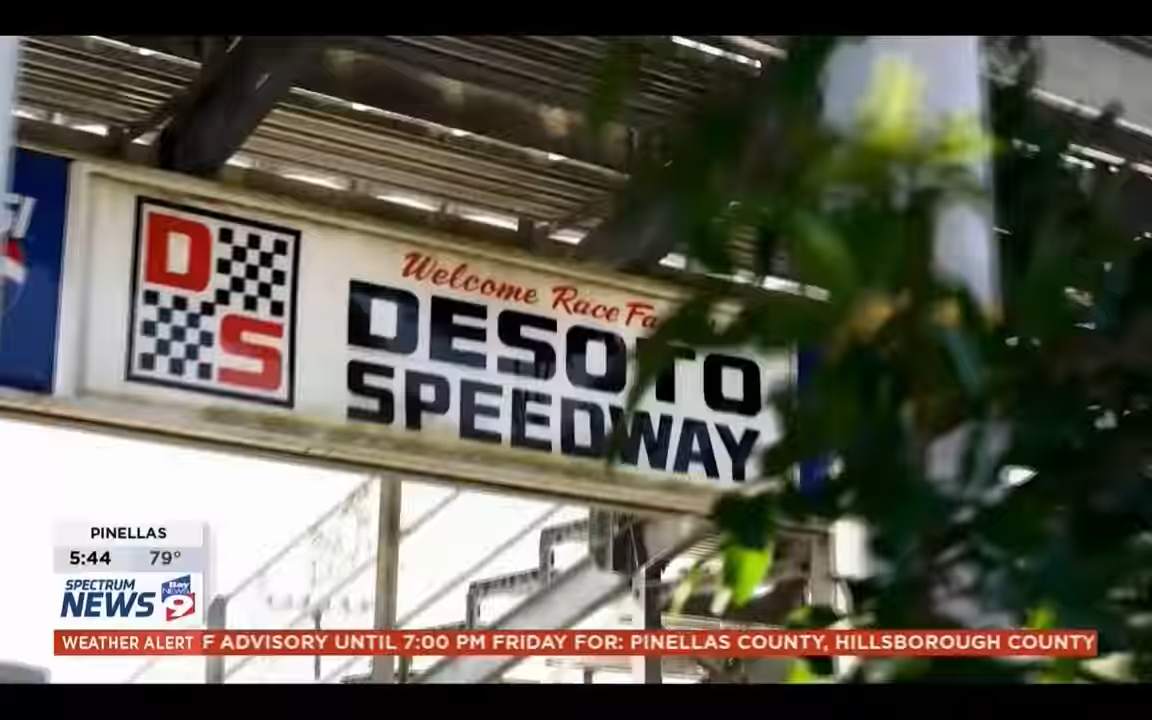 D
S
Welcome Race Fa
DESOTO
SPEEDWAY
PINELLAS
5:44 79°
SPECTRUM
Bay
NEWS
NEWS 9
WEATHER ALERT F ADVISORY UNTIL 7:00 PM FRIDAY FOR: PINELLAS COUNTY, HILLSBOROUGH COUNTY